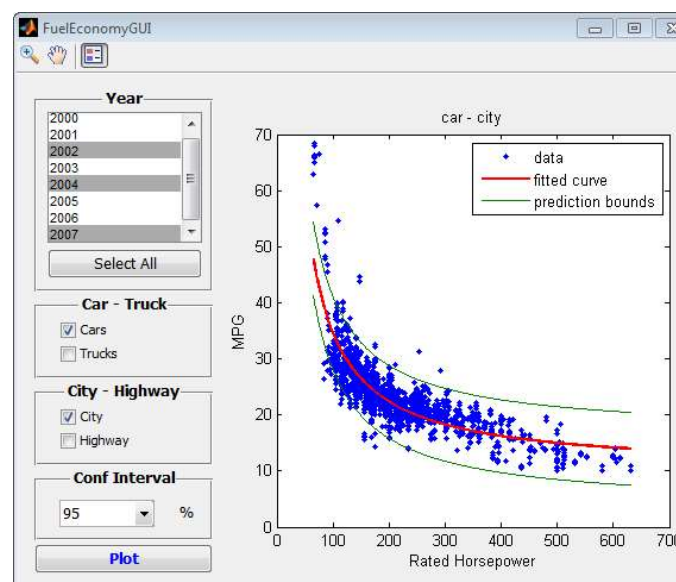 FuelEconomyGUI
Year
2000
2001
2002
2003
2004
2005
2006
2007
Select All
Car - Truck
Cars
Trucks
City - Highway
City
Highway
Conf Interval
95 %
Plot
car - city
data
fitted curve
prediction bounds
MPG
70
60
50
40
30
20
10
0
0 100 200 300 400 500 600 700
Rated Horsepower